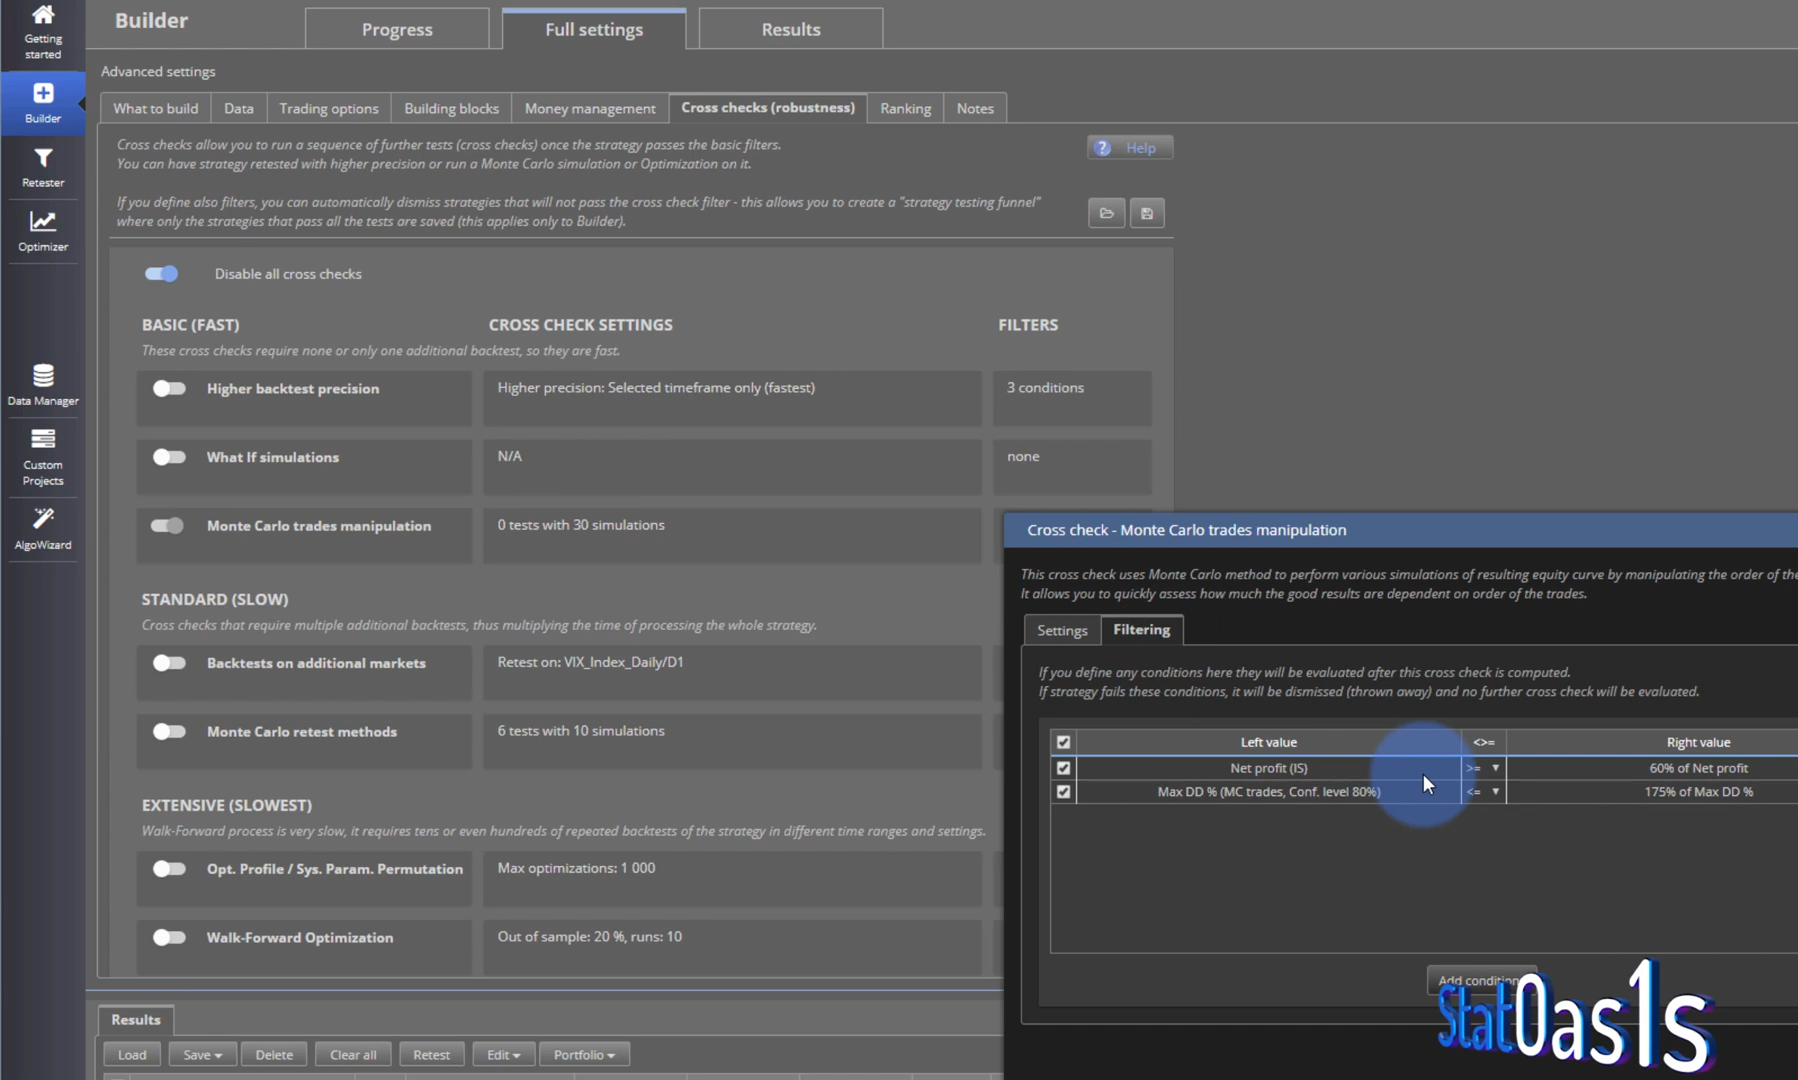 Getting
started
Builder
Retester
Optimizer
Data Manager
Custom
Projects
AlgoWizard
Builder
Progress
Full settings
Results
Advanced settings
What to build
Data
Trading options
Building blocks
Money management
Cross checks (robustness)
Ranking
Notes
Cross checks allow you to run a sequence of further tests (cross checks) once the strategy passes the basic filters.
You can have strategy retested with higher precision or run a Monte Carlo simulation or Optimization on it.
? Help
If you define also filters, you can automatically dismiss strategies that will not pass the cross check filter - this allows you to create a "strategy testing funnel"
where only the strategies that pass all the tests are saved (this applies only to Builder).
Disable all cross checks
BASIC (FAST)
CROSS CHECK SETTINGS
FILTERS
These cross checks require none or only one additional backtest, so they are fast.
Higher backtest precision
Higher precision: Selected timeframe only (fastest)
3 conditions
What If simulations
N/A
none
Monte Carlo trades manipulation
0 tests with 30 simulations
STANDARD (SLOW)
Cross checks that require multiple additional backtests, thus multiplying the time of processing the whole strategy.
Backtests on additional markets
Retest on: VIX_Index_Daily/D1
Monte Carlo retest methods
6 tests with 10 simulations
EXTENSIVE (SLOWEST)
Walk-Forward process is very slow, it requires tens or even hundreds of repeated backtests of the strategy in different time ranges and settings.
Opt. Profile / Sys. Param. Permutation
Max optimizations: 1 000
Walk-Forward Optimization
Out of sample: 20 %, runs: 10
Cross check - Monte Carlo trades manipulation
This cross check uses Monte Carlo method to perform various simulations of resulting equity curve by manipulating the order of the
It allows you to quickly assess how much the good results are dependent on order of the trades.
Settings
Filtering
If you define any conditions here they will be evaluated after this cross check is computed.
If strategy fails these conditions, it will be dismissed (thrown away) and no further cross check will be evaluated.
Left value
<>=
Right value
Net profit (IS)
>=
60% of Net profit
Max DD % (MC trades, Conf. level 80%)
<=
175% of Max DD %
Add condition
StatOas1s
Results
Load
Save
Delete
Clear all
Retest
Edit
Portfolio